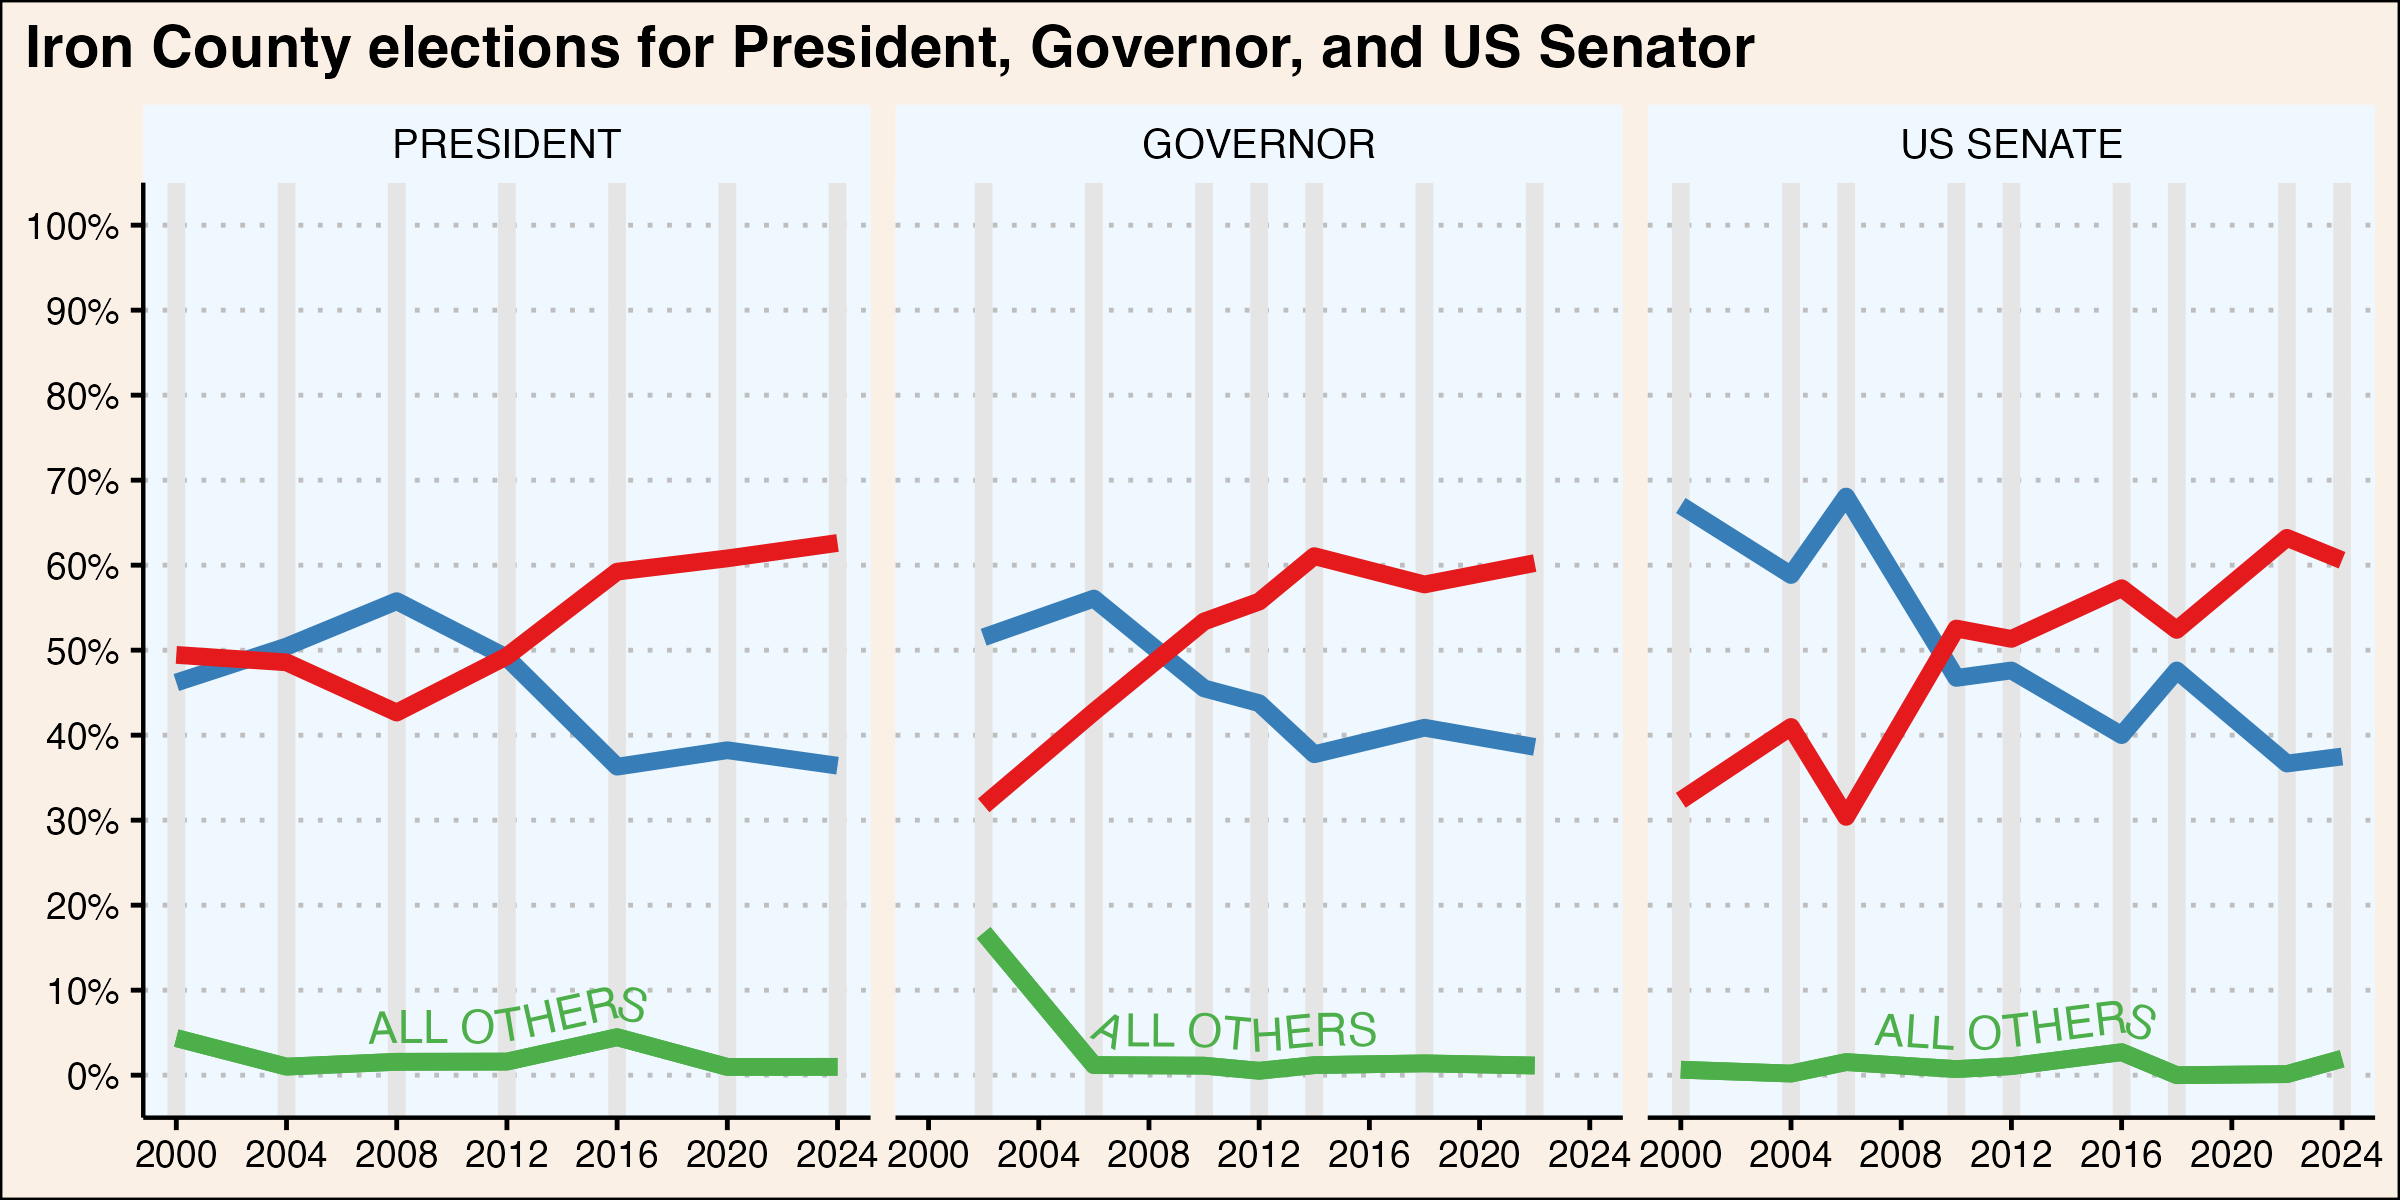 Iron County elections for President, Governor, and US Senator
PRESIDENT GOVERNOR US SENATE
100%
90%
80%
70%
60%
50%
40%
30%
20%
10%
0%
ALL OTHERS ALL OTHERS ALL OTHERS
2000 2004 2008 2012 2016 2020 2024 2000 2004 2008 2012 2016 2020 2024 2000 2004 2008 2012 2016 2020 2024